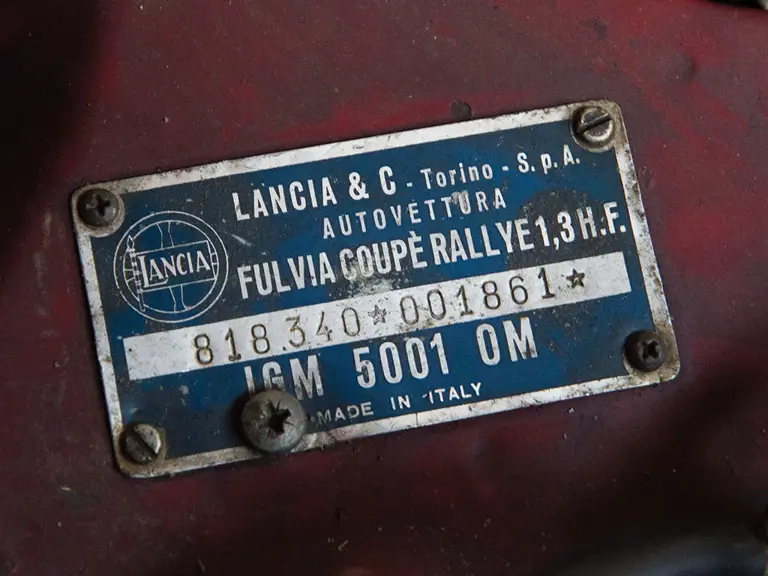 LANCIA & C - Torino - S.p.A.
AUTOVETTURA
LANCIA
FULVIA COUPÈ RALLYE 1,3 H.F.
818.340★001861★
IGM 5001 OM
MADE IN ITALY